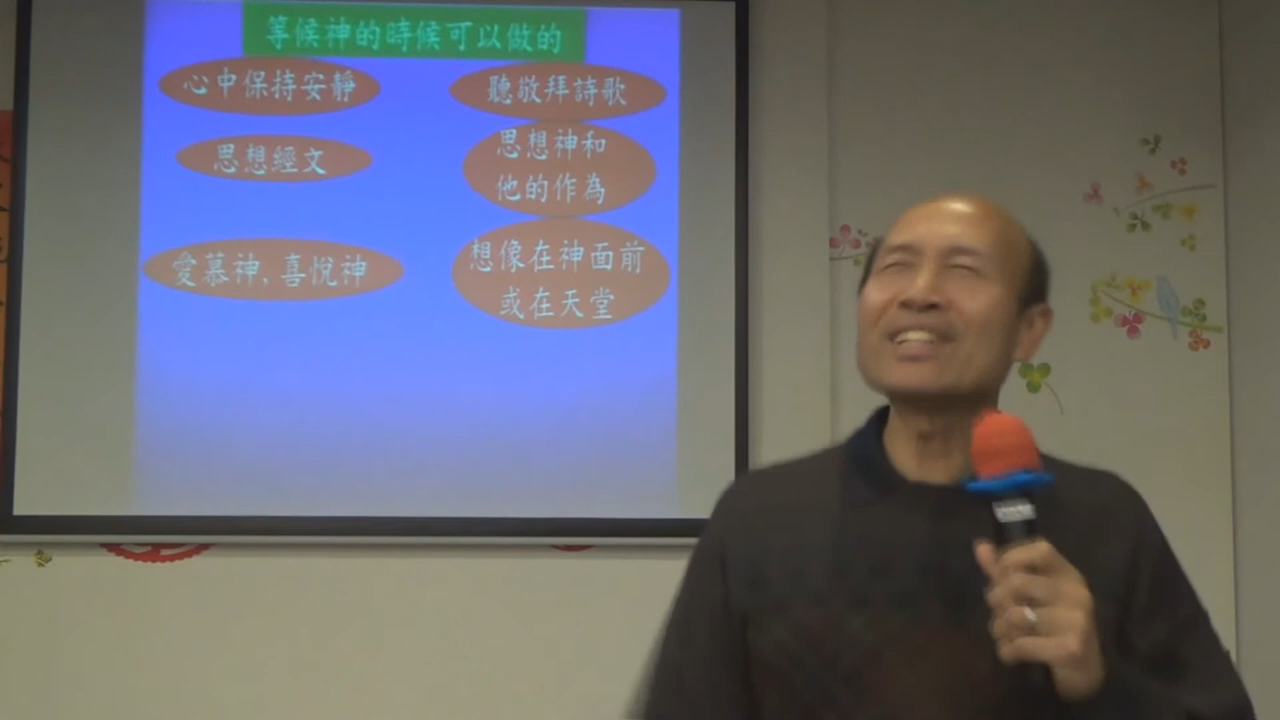 等候神的時候可以做的
心中保持安靜
聽敬拜詩歌
思想經文
思想神和
他的作為
愛慕神,喜悅神
想像在神面前
或在天堂